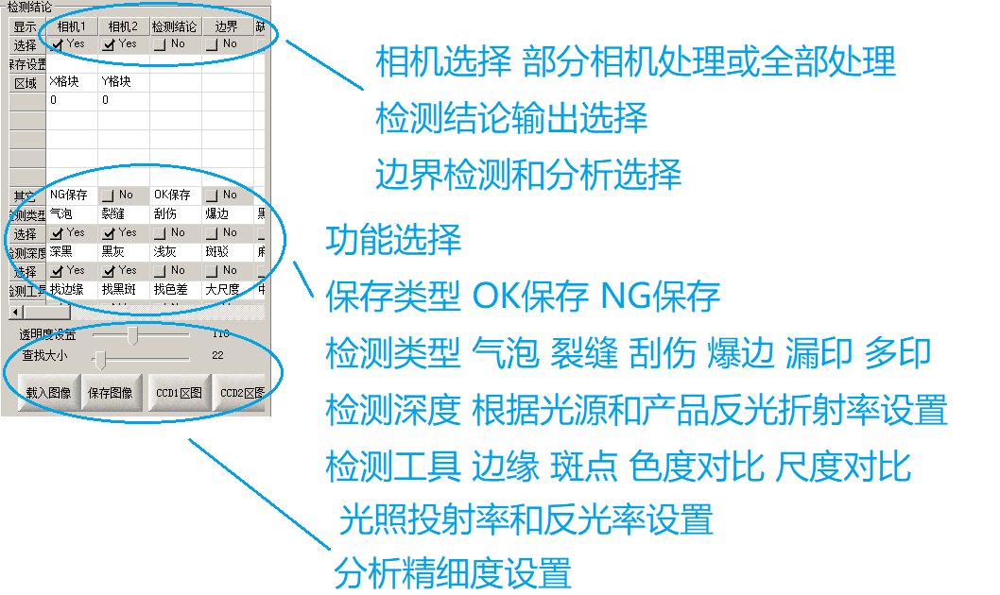 检测结论
显示 相机1 相机2 检测结论 边界
选择 Yes Yes No No
保存设置
区域 X格块 Y格块
0 0
其它 NG保存 No OK保存 No
检测类型 气泡 裂缝 刮伤 爆边
选择 Yes Yes No No
检测深度 深黑 黑灰 浅灰 斑驳
选择 Yes Yes No No
检测工具 找边缘 找黑斑 找色差 大尺度
透明度设置 110
查找大小 22
载入图像 保存图像 CCD1区图 CCD2区图
相机选择 部分相机处理或全部处理
检测结论输出选择
边界检测和分析选择
功能选择
保存类型 OK保存 NG保存
检测类型 气泡 裂缝 刮伤 爆边 漏印 多印
检测深度 根据光源和产品反光折射率设置
检测工具 边缘 斑点 色度对比 尺度对比
光照投射率和反光率设置
分析精细度设置